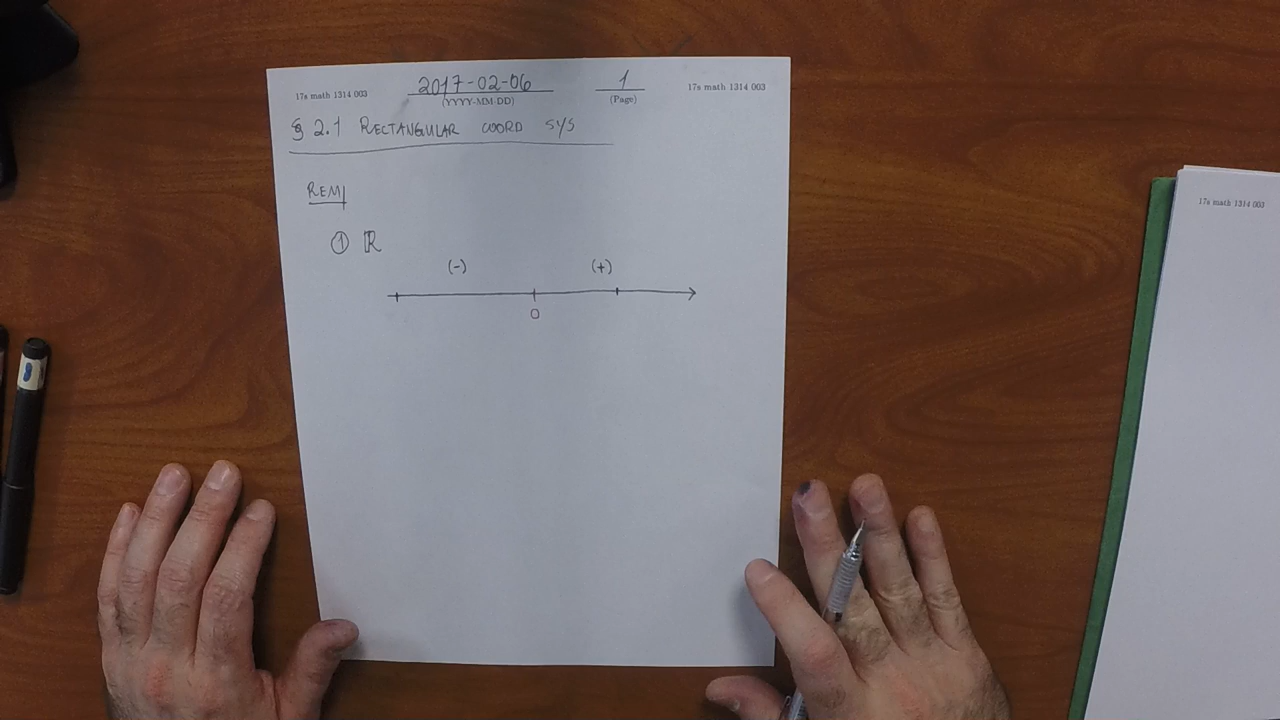 17s math 1314 003 2017-02-06 1 17s math 1314 003
(YYYY-MM-DD) (Page)
§ 2.1 RECTANGULAR COORD SYS
REM
① ℝ
(-) (+)
0
17s math 1314 003